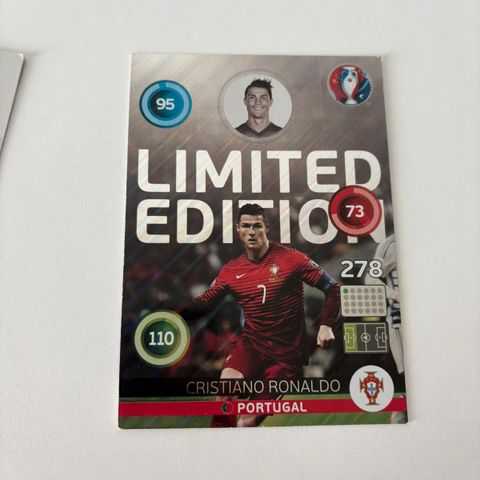 95
LIMITED
EDITION
73
278
7
110
CRISTIANO RONALDO
PORTUGAL